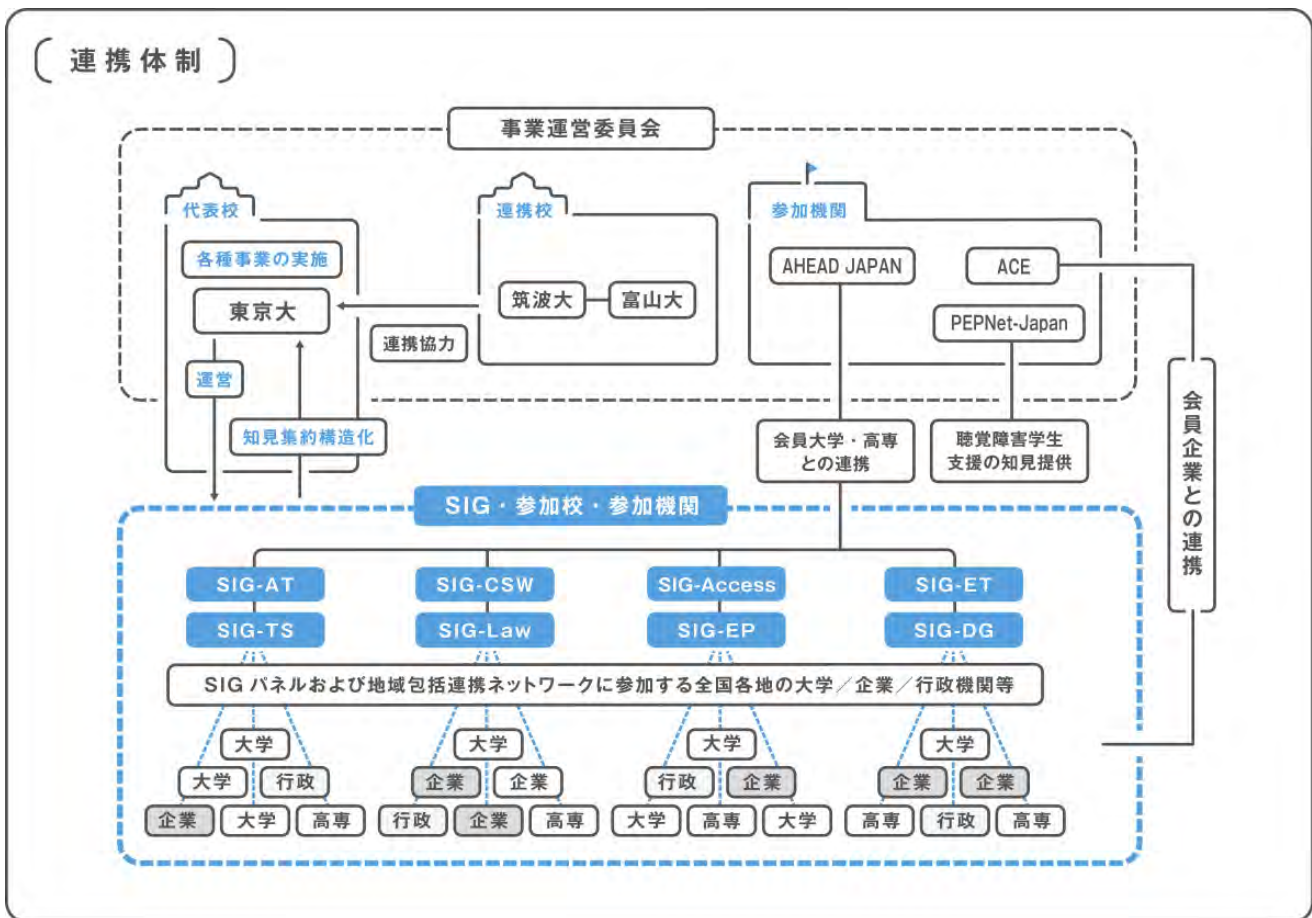 連携体制
事業運営委員会
代表校
各種事業の実施
東京大
運営
知見集約構造化
連携協力
連携校
筑波大
富山大
参加機関
AHEAD JAPAN
ACE
PEPNet-Japan
会員大学・高専
との連携
聴覚障害学生
支援の知見提供
会員企業との連携
SIG・参加校・参加機関
SIG-AT
SIG-CSW
SIG-Access
SIG-ET
SIG-TS
SIG-Law
SIG-EP
SIG-DG
SIG パネルおよび地域包括連携ネットワークに参加する全国各地の大学／企業／行政機関等
大学
大学
行政
企業
大学
高専
大学
企業
企業
行政
企業
高専
大学
行政
企業
大学
高専
大学
大学
企業
企業
高専
行政
高専